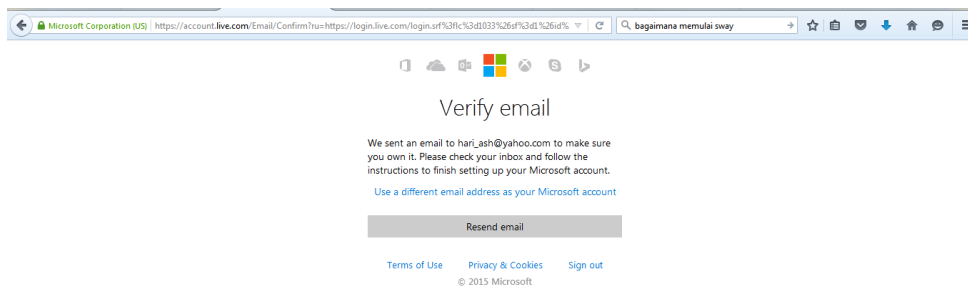 Microsoft Corporation (US) https://account.live.com/Email/Confirm?ru=https://login.live.com/login.srf%3flc%3d1033%26sf%3d1%26id% bagaimana memulai sway
Verify email
We sent an email to hari_ash@yahoo.com to make sure
you own it. Please check your inbox and follow the
instructions to finish setting up your Microsoft account.
Use a different email address as your Microsoft account
Resend email
Terms of Use Privacy & Cookies Sign out
© 2015 Microsoft